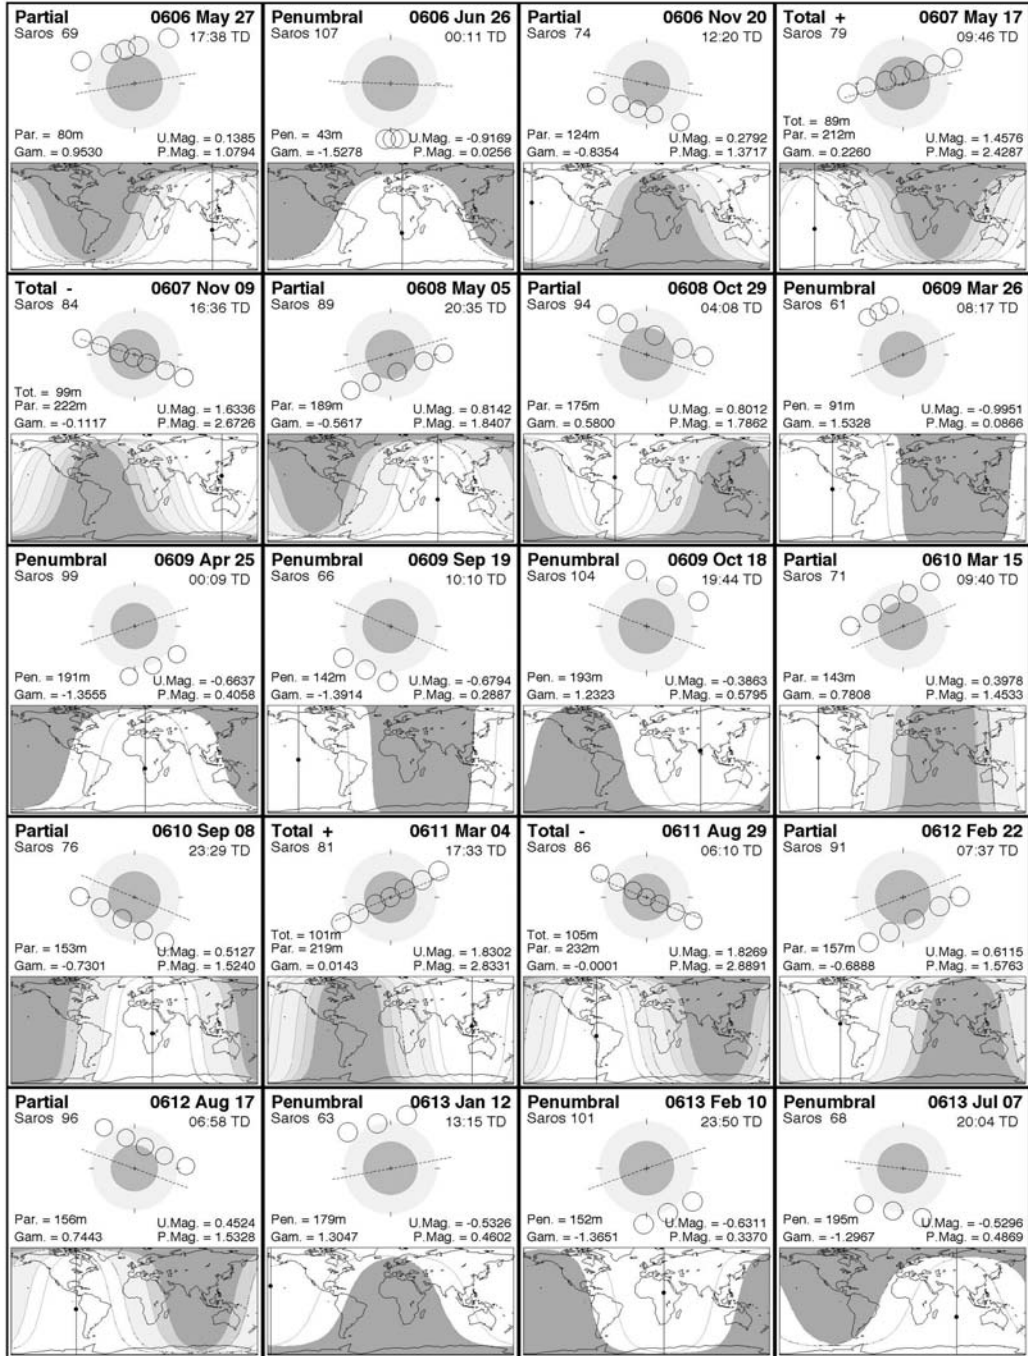 Partial 0606 May 27
Saros 69 17:38 TD
Par. = 80m U.Mag. = 0.1385
Gam. = 0.9530 P.Mag. = 1.0794
Penumbral 0606 Jun 26
Saros 107 00:11 TD
Pen. = 43m U.Mag. = -0.9169
Gam. = -1.5278 P.Mag. = 0.0256
Partial 0606 Nov 20
Saros 74 12:20 TD
Par. = 124m U.Mag. = 0.2792
Gam. = -0.8354 P.Mag. = 1.3717
Total + 0607 May 17
Saros 79 09:46 TD
Tot. = 89m
Par. = 212m U.Mag. = 1.4576
Gam. = 0.2260 P.Mag. = 2.4287
Total - 0607 Nov 09
Saros 84 16:36 TD
Tot. = 99m
Par. = 222m U.Mag. = 1.6336
Gam. = -0.1117 P.Mag. = 2.6726
Partial 0608 May 05
Saros 89 20:35 TD
Par. = 189m U.Mag. = 0.8142
Gam. = -0.5617 P.Mag. = 1.8407
Partial 0608 Oct 29
Saros 94 04:08 TD
Par. = 175m U.Mag. = 0.8012
Gam. = 0.5800 P.Mag. = 1.7862
Penumbral 0609 Mar 26
Saros 61 08:17 TD
Pen. = 91m U.Mag. = -0.9951
Gam. = 1.5328 P.Mag. = 0.0866
Penumbral 0609 Apr 25
Saros 99 00:09 TD
Pen. = 191m U.Mag. = -0.6637
Gam. = -1.3555 P.Mag. = 0.4058
Penumbral 0609 Sep 19
Saros 66 10:10 TD
Pen. = 142m U.Mag. = -0.6794
Gam. = -1.3914 P.Mag. = 0.2887
Penumbral 0609 Oct 18
Saros 104 19:44 TD
Pen. = 193m U.Mag. = -0.3863
Gam. = 1.2323 P.Mag. = 0.5795
Partial 0610 Mar 15
Saros 71 09:40 TD
Par. = 143m U.Mag. = 0.3978
Gam. = 0.7808 P.Mag. = 1.4533
Partial 0610 Sep 08
Saros 76 23:29 TD
Par. = 153m U.Mag. = 0.5127
Gam. = -0.7301 P.Mag. = 1.5240
Total + 0611 Mar 04
Saros 81 17:33 TD
Tot. = 101m
Par. = 219m U.Mag. = 1.8302
Gam. = 0.0143 P.Mag. = 2.8331
Total - 0611 Aug 29
Saros 86 06:10 TD
Tot. = 105m
Par. = 232m U.Mag. = 1.8269
Gam. = -0.0001 P.Mag. = 2.8891
Partial 0612 Feb 22
Saros 91 07:37 TD
Par. = 157m U.Mag. = 0.6115
Gam. = -0.6888 P.Mag. = 1.5763
Partial 0612 Aug 17
Saros 96 06:58 TD
Par. = 156m U.Mag. = 0.4524
Gam. = 0.7443 P.Mag. = 1.5328
Penumbral 0613 Jan 12
Saros 63 13:15 TD
Pen. = 179m U.Mag. = -0.5326
Gam. = 1.3047 P.Mag. = 0.4602
Penumbral 0613 Feb 10
Saros 101 23:50 TD
Pen. = 152m U.Mag. = -0.6311
Gam. = -1.3651 P.Mag. = 0.3370
Penumbral 0613 Jul 07
Saros 68 20:04 TD
Pen. = 195m U.Mag. = -0.5296
Gam. = -1.2967 P.Mag. = 0.4869